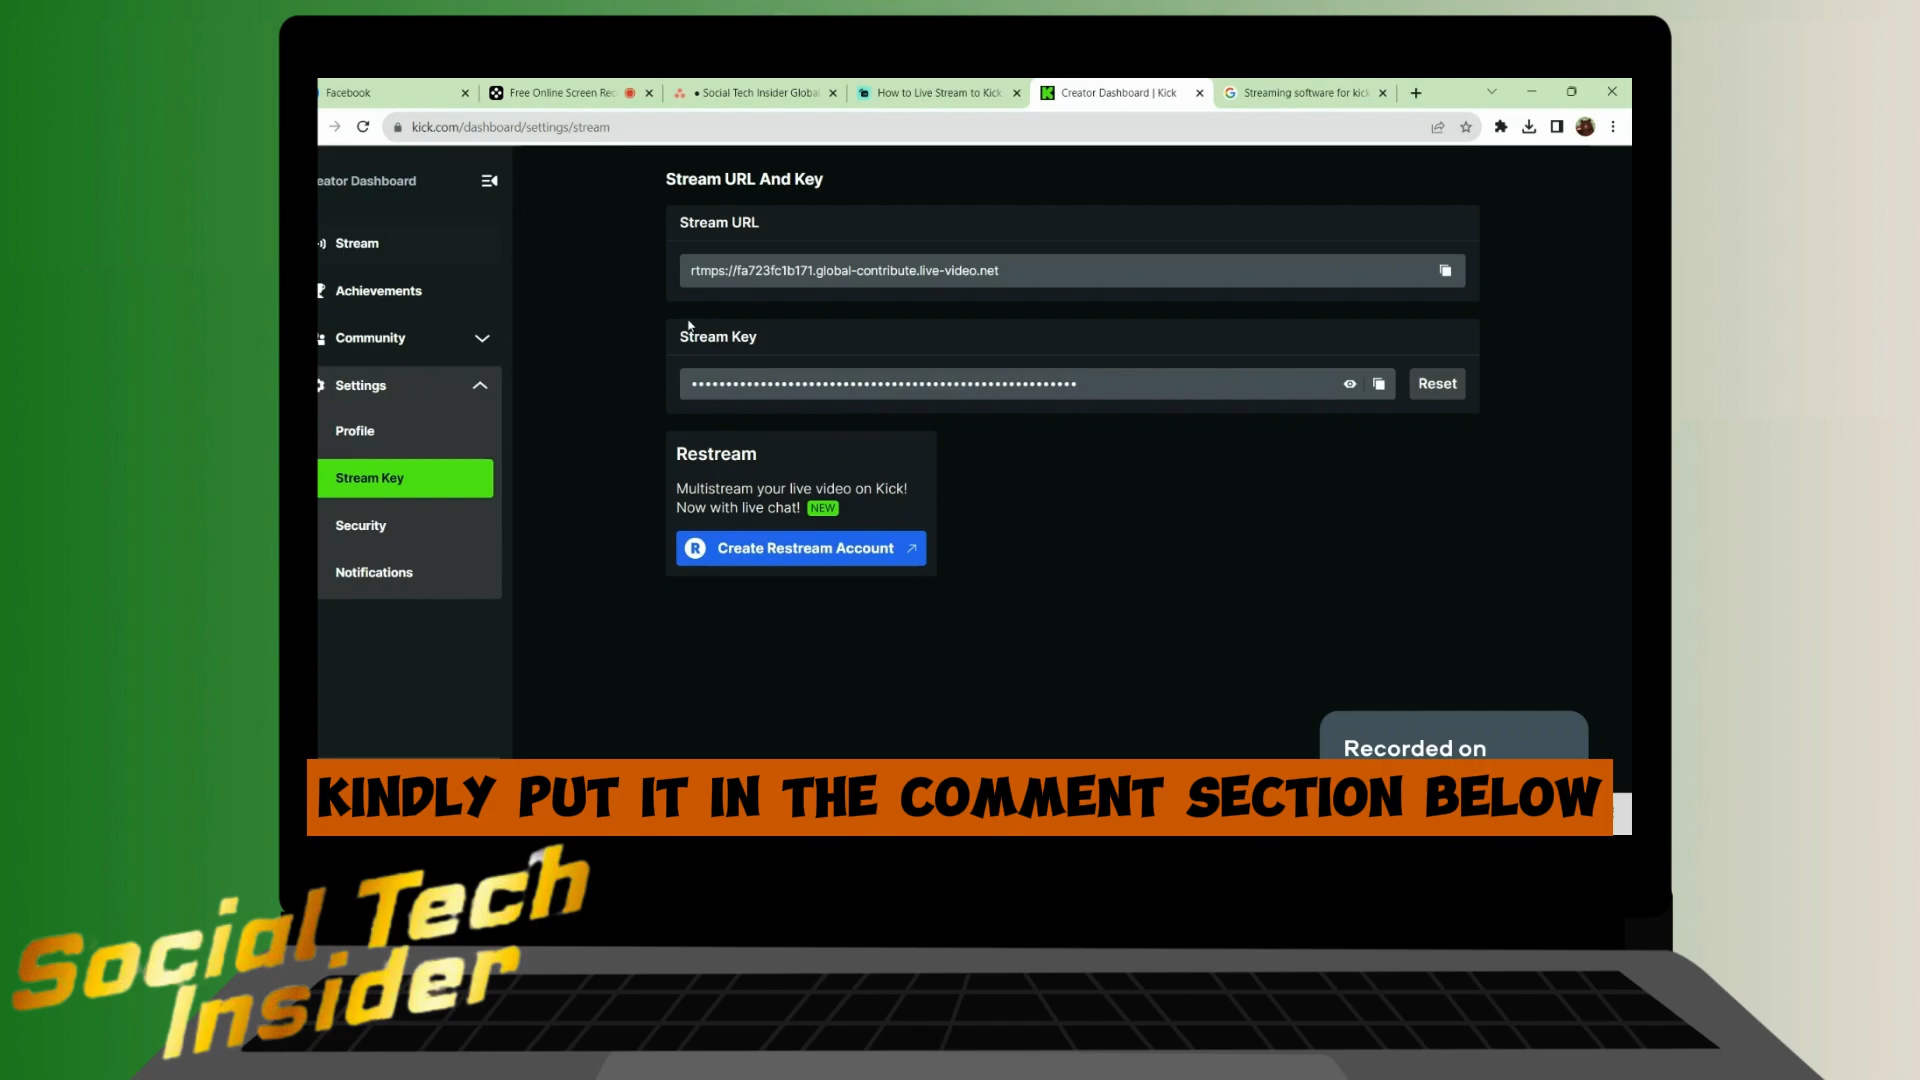 Facebook
Free Online Screen Rec
• Social Tech Insider Global
How to Live Stream to Kick
Creator Dashboard | Kick
Streaming software for kick
kick.com/dashboard/settings/stream
eator Dashboard
Stream
Achievements
Community
Settings
Profile
Stream Key
Security
Notifications
Stream URL And Key
Stream URL
rtmps://fa723fc1b171.global-contribute.live-video.net
Stream Key
••••••••••••••••••••••••••••••••••••••••••••••••••••••••
Reset
Restream
Multistream your live video on Kick!
Now with live chat! NEW
R Create Restream Account
Recorded on
KINDLY PUT IT IN THE COMMENT SECTION BELOW
Social Tech
Insider